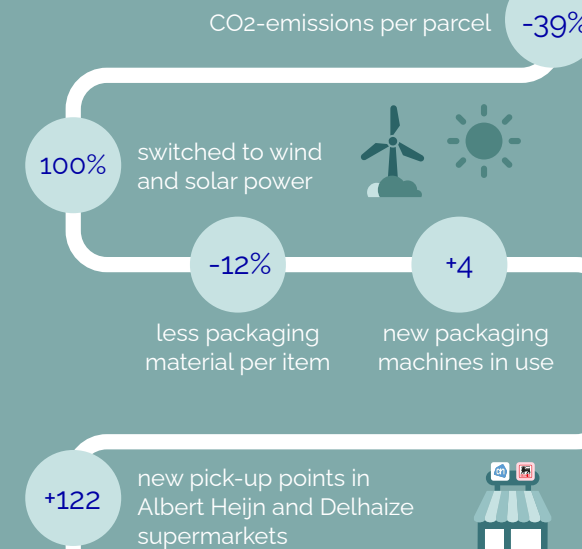 CO2-emissions per parcel
-39%
100%
switched to wind
and solar power
-12%
+4
less packaging
material per item
new packaging
machines in use
+122
new pick-up points in
Albert Heijn and Delhaize
supermarkets